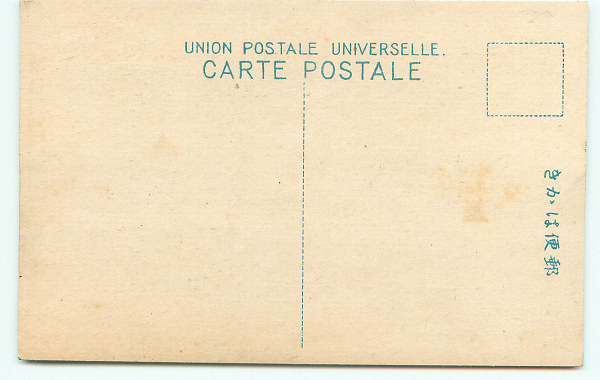 UNION POSTALE UNIVERSELLE.
CARTE POSTALE
郵便はかき